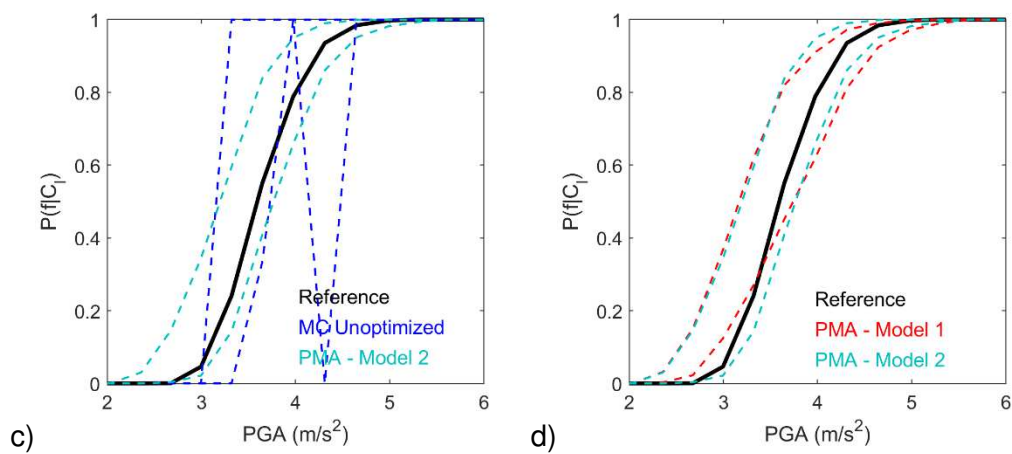 1
0.8
0.6
0.4
0.2
0
P(f|C_l)
Reference
MC Unoptimized
PMA - Model 2
2 3 4 5 6
PGA (m/s²)
c)
1
0.8
0.6
0.4
0.2
0
P(f|C_l)
Reference
PMA - Model 1
PMA - Model 2
2 3 4 5 6
PGA (m/s²)
d)